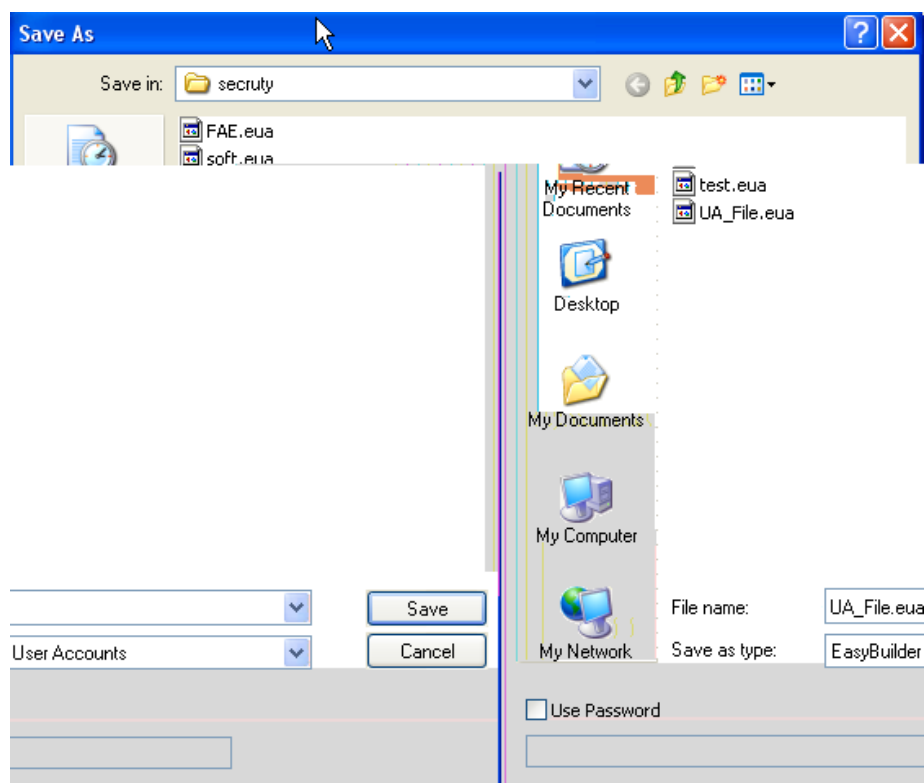 Save As
Save in: secruty
FAE.eua
soft.eua
My Recent
Documents
test.eua
UA_File.eua
Desktop
My Documents
My Computer
File name: UA_File.eua
Save
My Network
Save as type: EasyBuilder
User Accounts
Cancel
Use Password